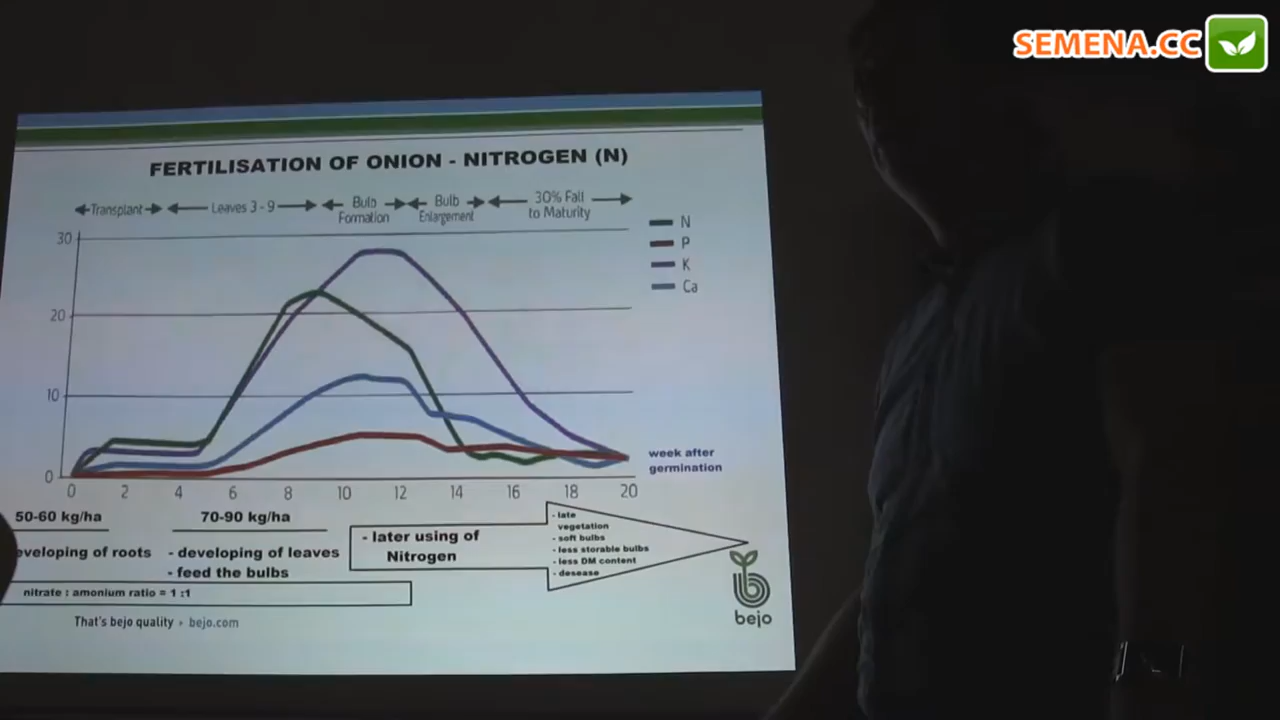 SEMENA.CC
FERTILISATION OF ONION - NITROGEN (N)
Transplant
Leaves 3 - 9
Bulb
Formation
Bulb
Enlargement
30% Fall
to Maturity
N
P
K
Ca
30
20
10
0
0 2 4 6 8 10 12 14 16 18 20
week after
germination
50-60 kg/ha
70-90 kg/ha
of roots
- developing of leaves
- feed the bulbs
- later using of
Nitrogen
- late
vegetation
- soft bulbs
- less storable bulbs
- less DM content
- desease
nitrate : amonium ratio = 1 :1
That's bejo quality • bejo.com
bejo